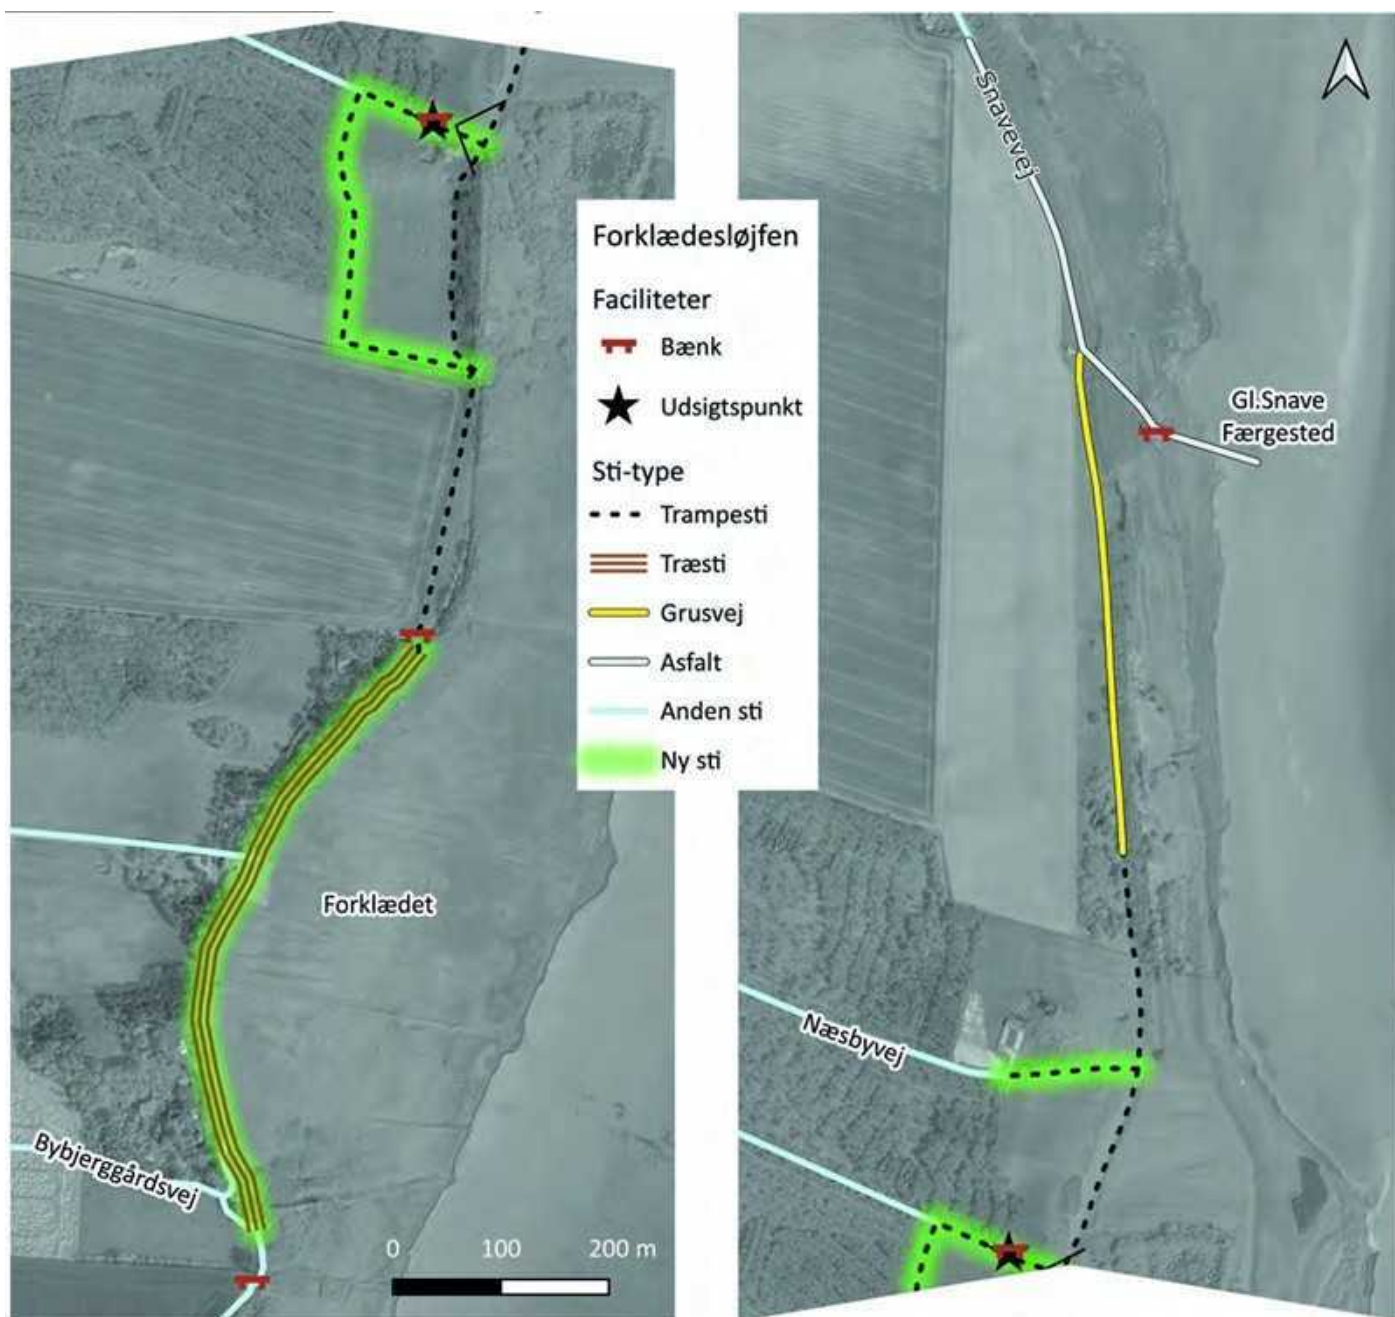 Snavevej
Forklædesløjfen
Faciliteter
Bænk
Udsigtspunkt
Sti-type
Trampesti
Træsti
Grusvej
Asfalt
Anden sti
Ny sti
Gl.Snave
Færgested
Forklædet
Næsbyvej
Bybjerggårdsvej
0 100 200 m